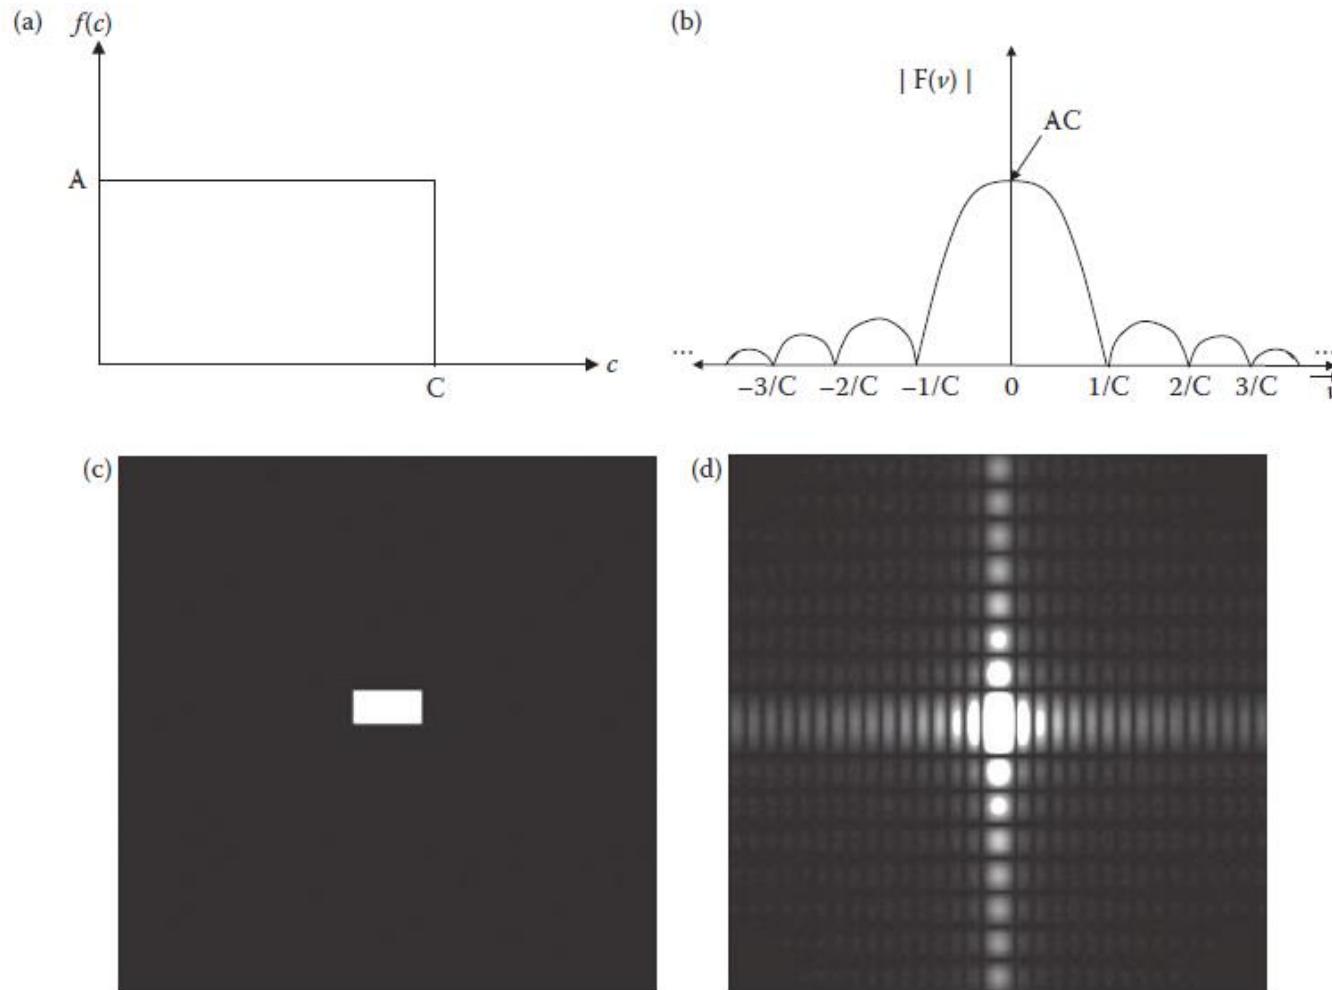 (a) f(c)
A
C
c
(b)
| F(v) |
AC
... ...
−3/C −2/C −1/C 0 1/C 2/C 3/C
(c)
(d)